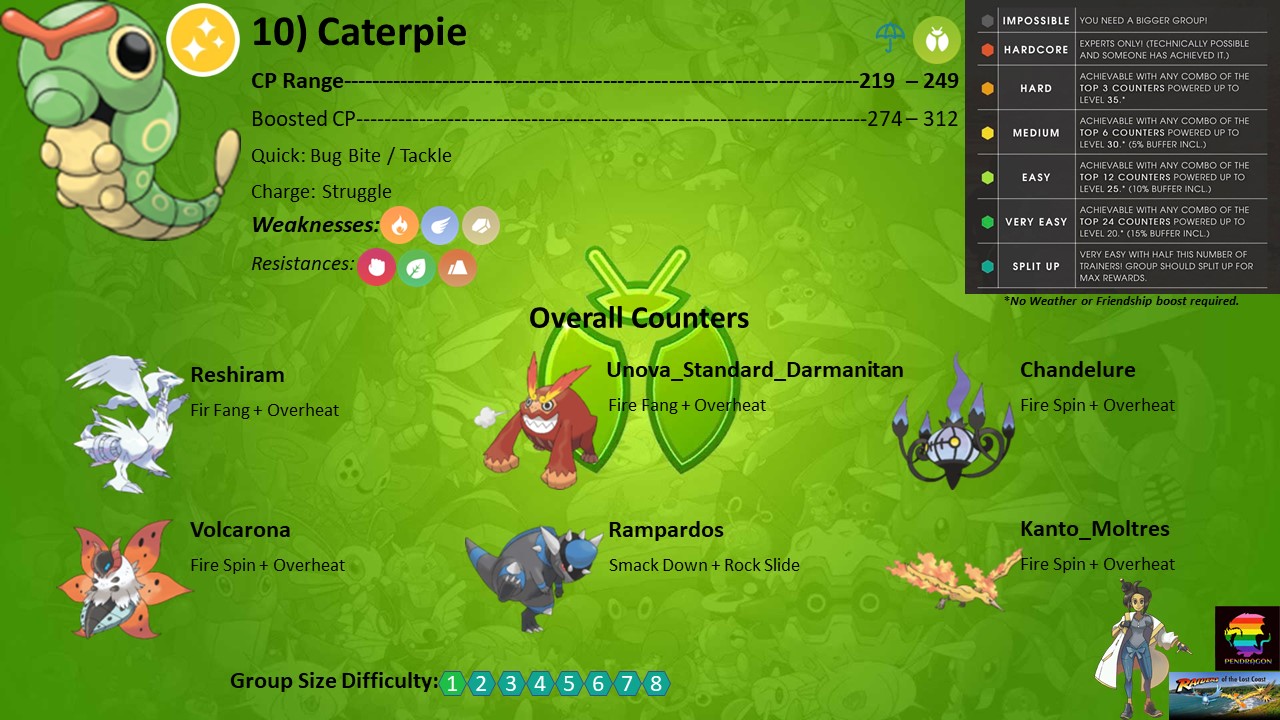 10) Caterpie
CP Range---------------------------------------------------------------------------219 – 249
Boosted CP-------------------------------------------------------------------------274 – 312
Quick: Bug Bite / Tackle
Charge: Struggle
Weaknesses:
Resistances:
IMPOSSIBLE YOU NEED A BIGGER GROUP!
HARDCORE EXPERTS ONLY! (TECHNICALLY POSSIBLE
AND SOMEONE HAS ACHIEVED IT.)
HARD ACHIEVABLE WITH ANY COMBO OF THE
TOP 3 COUNTERS POWERED UP TO
LEVEL 35.*
MEDIUM ACHIEVABLE WITH ANY COMBO OF THE
TOP 6 COUNTERS POWERED UP TO
LEVEL 30.* (5% BUFFER INCL.)
EASY ACHIEVABLE WITH ANY COMBO OF THE
TOP 12 COUNTERS POWERED UP TO
LEVEL 25.* (10% BUFFER INCL.)
VERY EASY ACHIEVABLE WITH ANY COMBO OF THE
TOP 24 COUNTERS POWERED UP TO
LEVEL 20.* (15% BUFFER INCL.)
SPLIT UP VERY EASY WITH HALF THIS NUMBER OF
TRAINERS! GROUP SHOULD SPLIT UP FOR
MAX REWARDS.
*No Weather or Friendship boost required.
Overall Counters
Reshiram
Fir Fang + Overheat
Unova_Standard_Darmanitan
Fire Fang + Overheat
Chandelure
Fire Spin + Overheat
Volcarona
Fire Spin + Overheat
Rampardos
Smack Down + Rock Slide
Kanto_Moltres
Fire Spin + Overheat
Group Size Difficulty: 1 2 3 4 5 6 7 8
PENDRAGON
RAIDERS of the Lost Coast